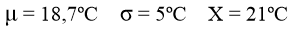 μ = 18,7ºC σ = 5ºC X = 21ºC